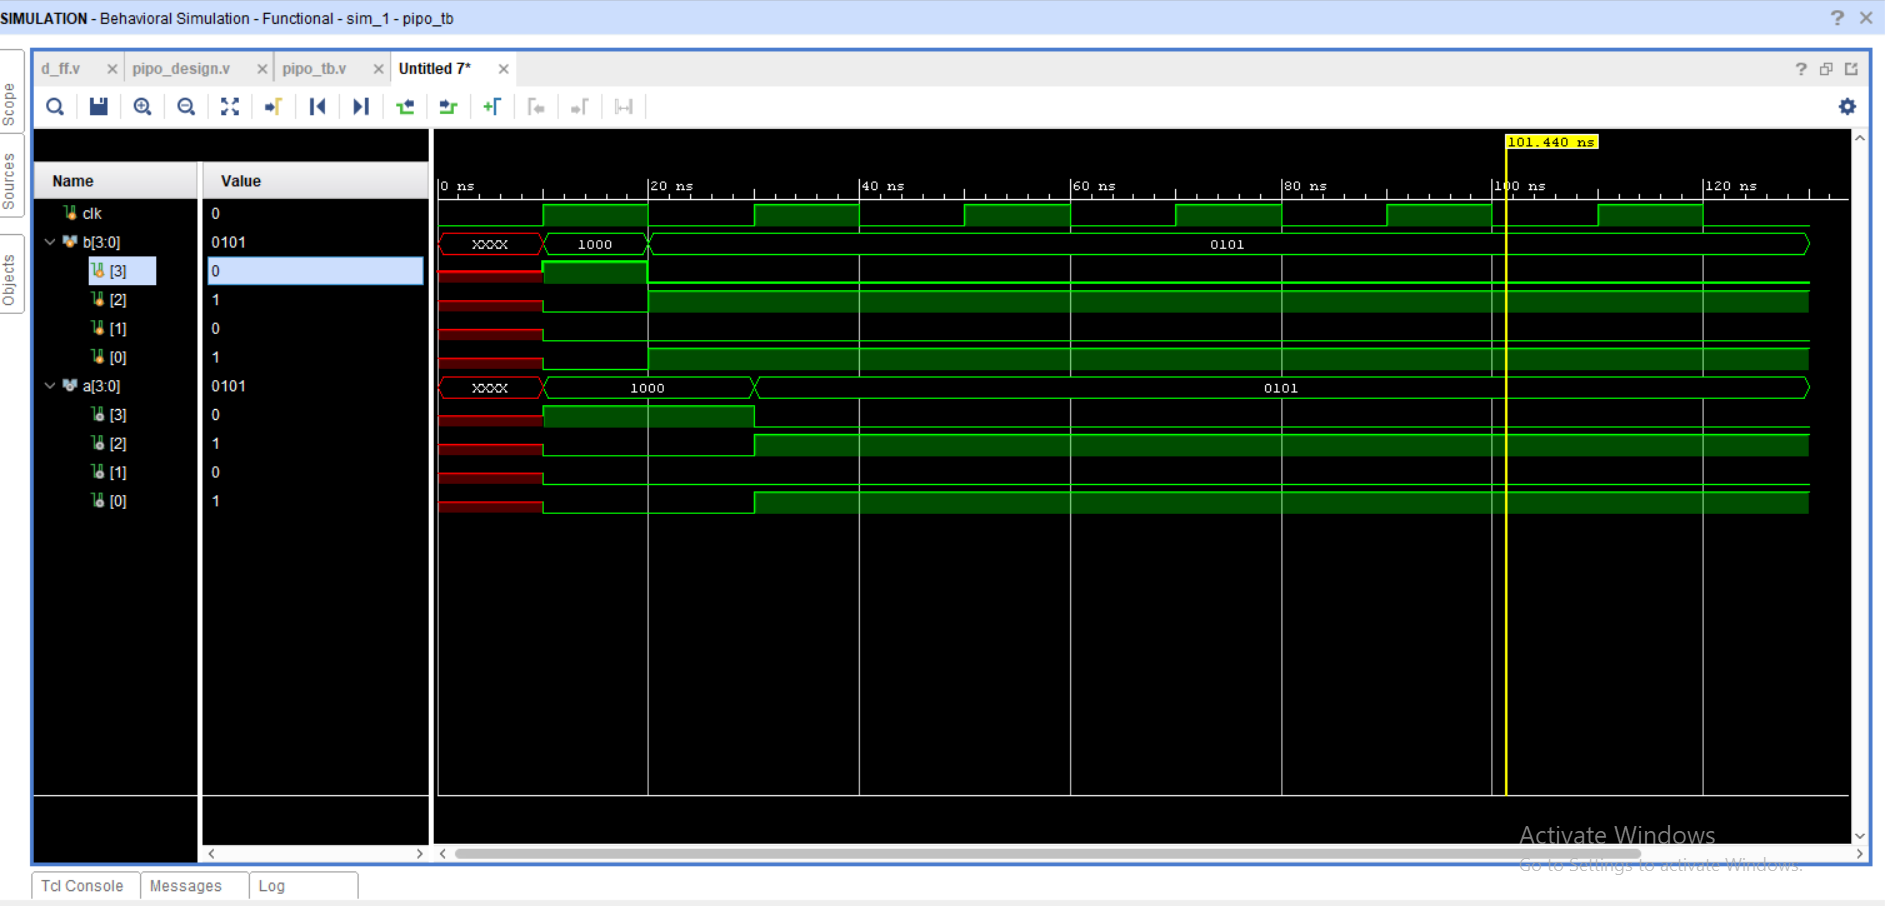 SIMULATION - Behavioral Simulation - Functional - sim_1 - pipo_tb
? ×
Scope
Sources
Objects
d_ff.v × pipo_design.v × pipo_tb.v × Untitled 7* ×
?
101.440 ns
Name Value
0 ns 20 ns 40 ns 60 ns 80 ns 100 ns 120 ns
clk 0
b[3:0] 0101 XXXX 1000 0101
[3] 0
[2] 1
[1] 0
[0] 1
a[3:0] 0101 XXXX 1000 0101
[3] 0
[2] 1
[1] 0
[0] 1
Activate Windows
Go to Settings to activate Windows.
Tcl Console Messages Log